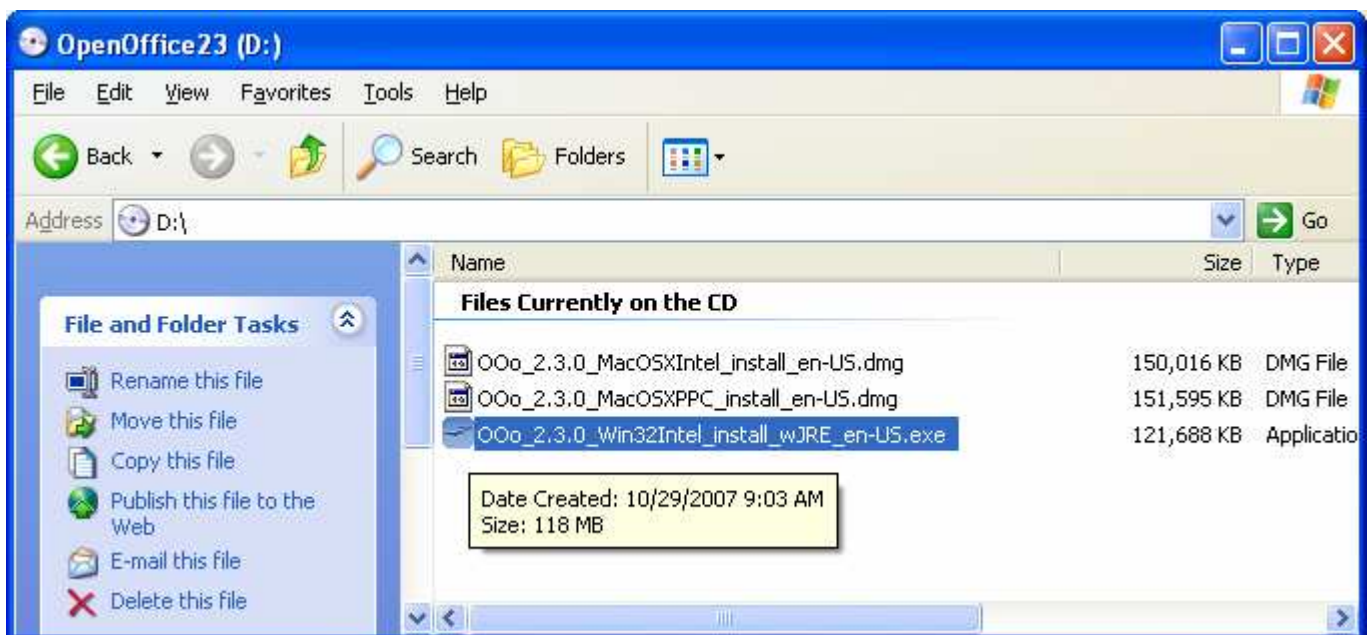 OpenOffice23 (D:)
File Edit View Favorites Tools Help
Back Search Folders
Address D:\ Go
Name Size Type
Files Currently on the CD
File and Folder Tasks
OOo_2.3.0_MacOSXIntel_install_en-US.dmg 150,016 KB DMG File
Rename this file
OOo_2.3.0_MacOSXPPC_install_en-US.dmg 151,595 KB DMG File
Move this file
OOo_2.3.0_Win32Intel_install_wJRE_en-US.exe 121,688 KB Applicatio
Copy this file
Publish this file to the
Web
Date Created: 10/29/2007 9:03 AM
Size: 118 MB
E-mail this file
Delete this file